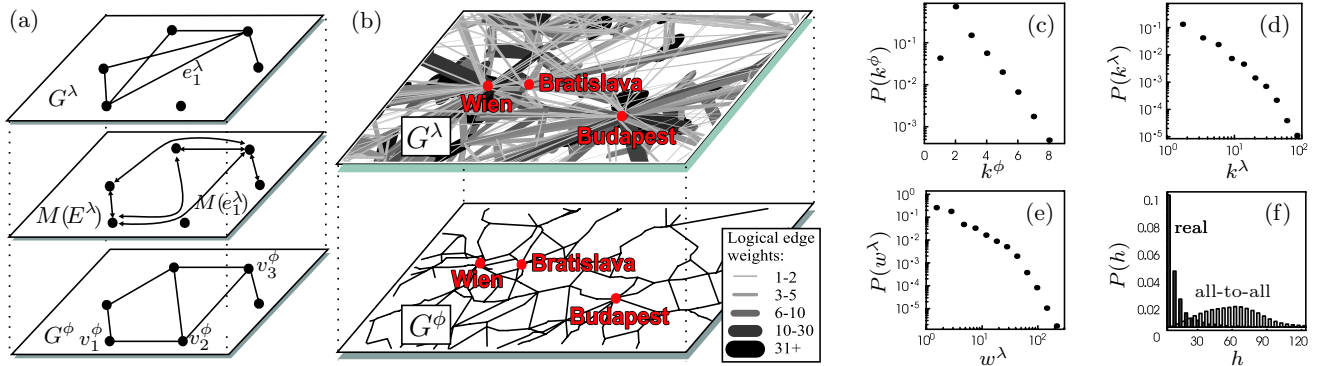 (a)
G^λ
e_1^λ
M(E^λ)
M(e_1^λ)
G^ϕ
v_1^ϕ
v_2^ϕ
v_3^ϕ
(b)
Wien
Bratislava
Budapest
G^λ
Wien
Bratislava
Budapest
G^ϕ
Logical edge
weights:
1-2
3-5
6-10
10-30
31+
(c)
P(k^ϕ)
10^-1
10^-2
10^-3
0 2 4 6 8
k^ϕ
(d)
P(k^λ)
10^-1
10^-2
10^-3
10^-4
10^-5
10^0 10^1 10^2
k^λ
(e)
P(w^λ)
10^0
10^-1
10^-2
10^-3
10^-4
10^-5
10^0 10^1 10^2
w^λ
(f)
P(h)
0.1
0.08
0.06
0.04
0.02
0
real
all-to-all
30 60 90 120
h